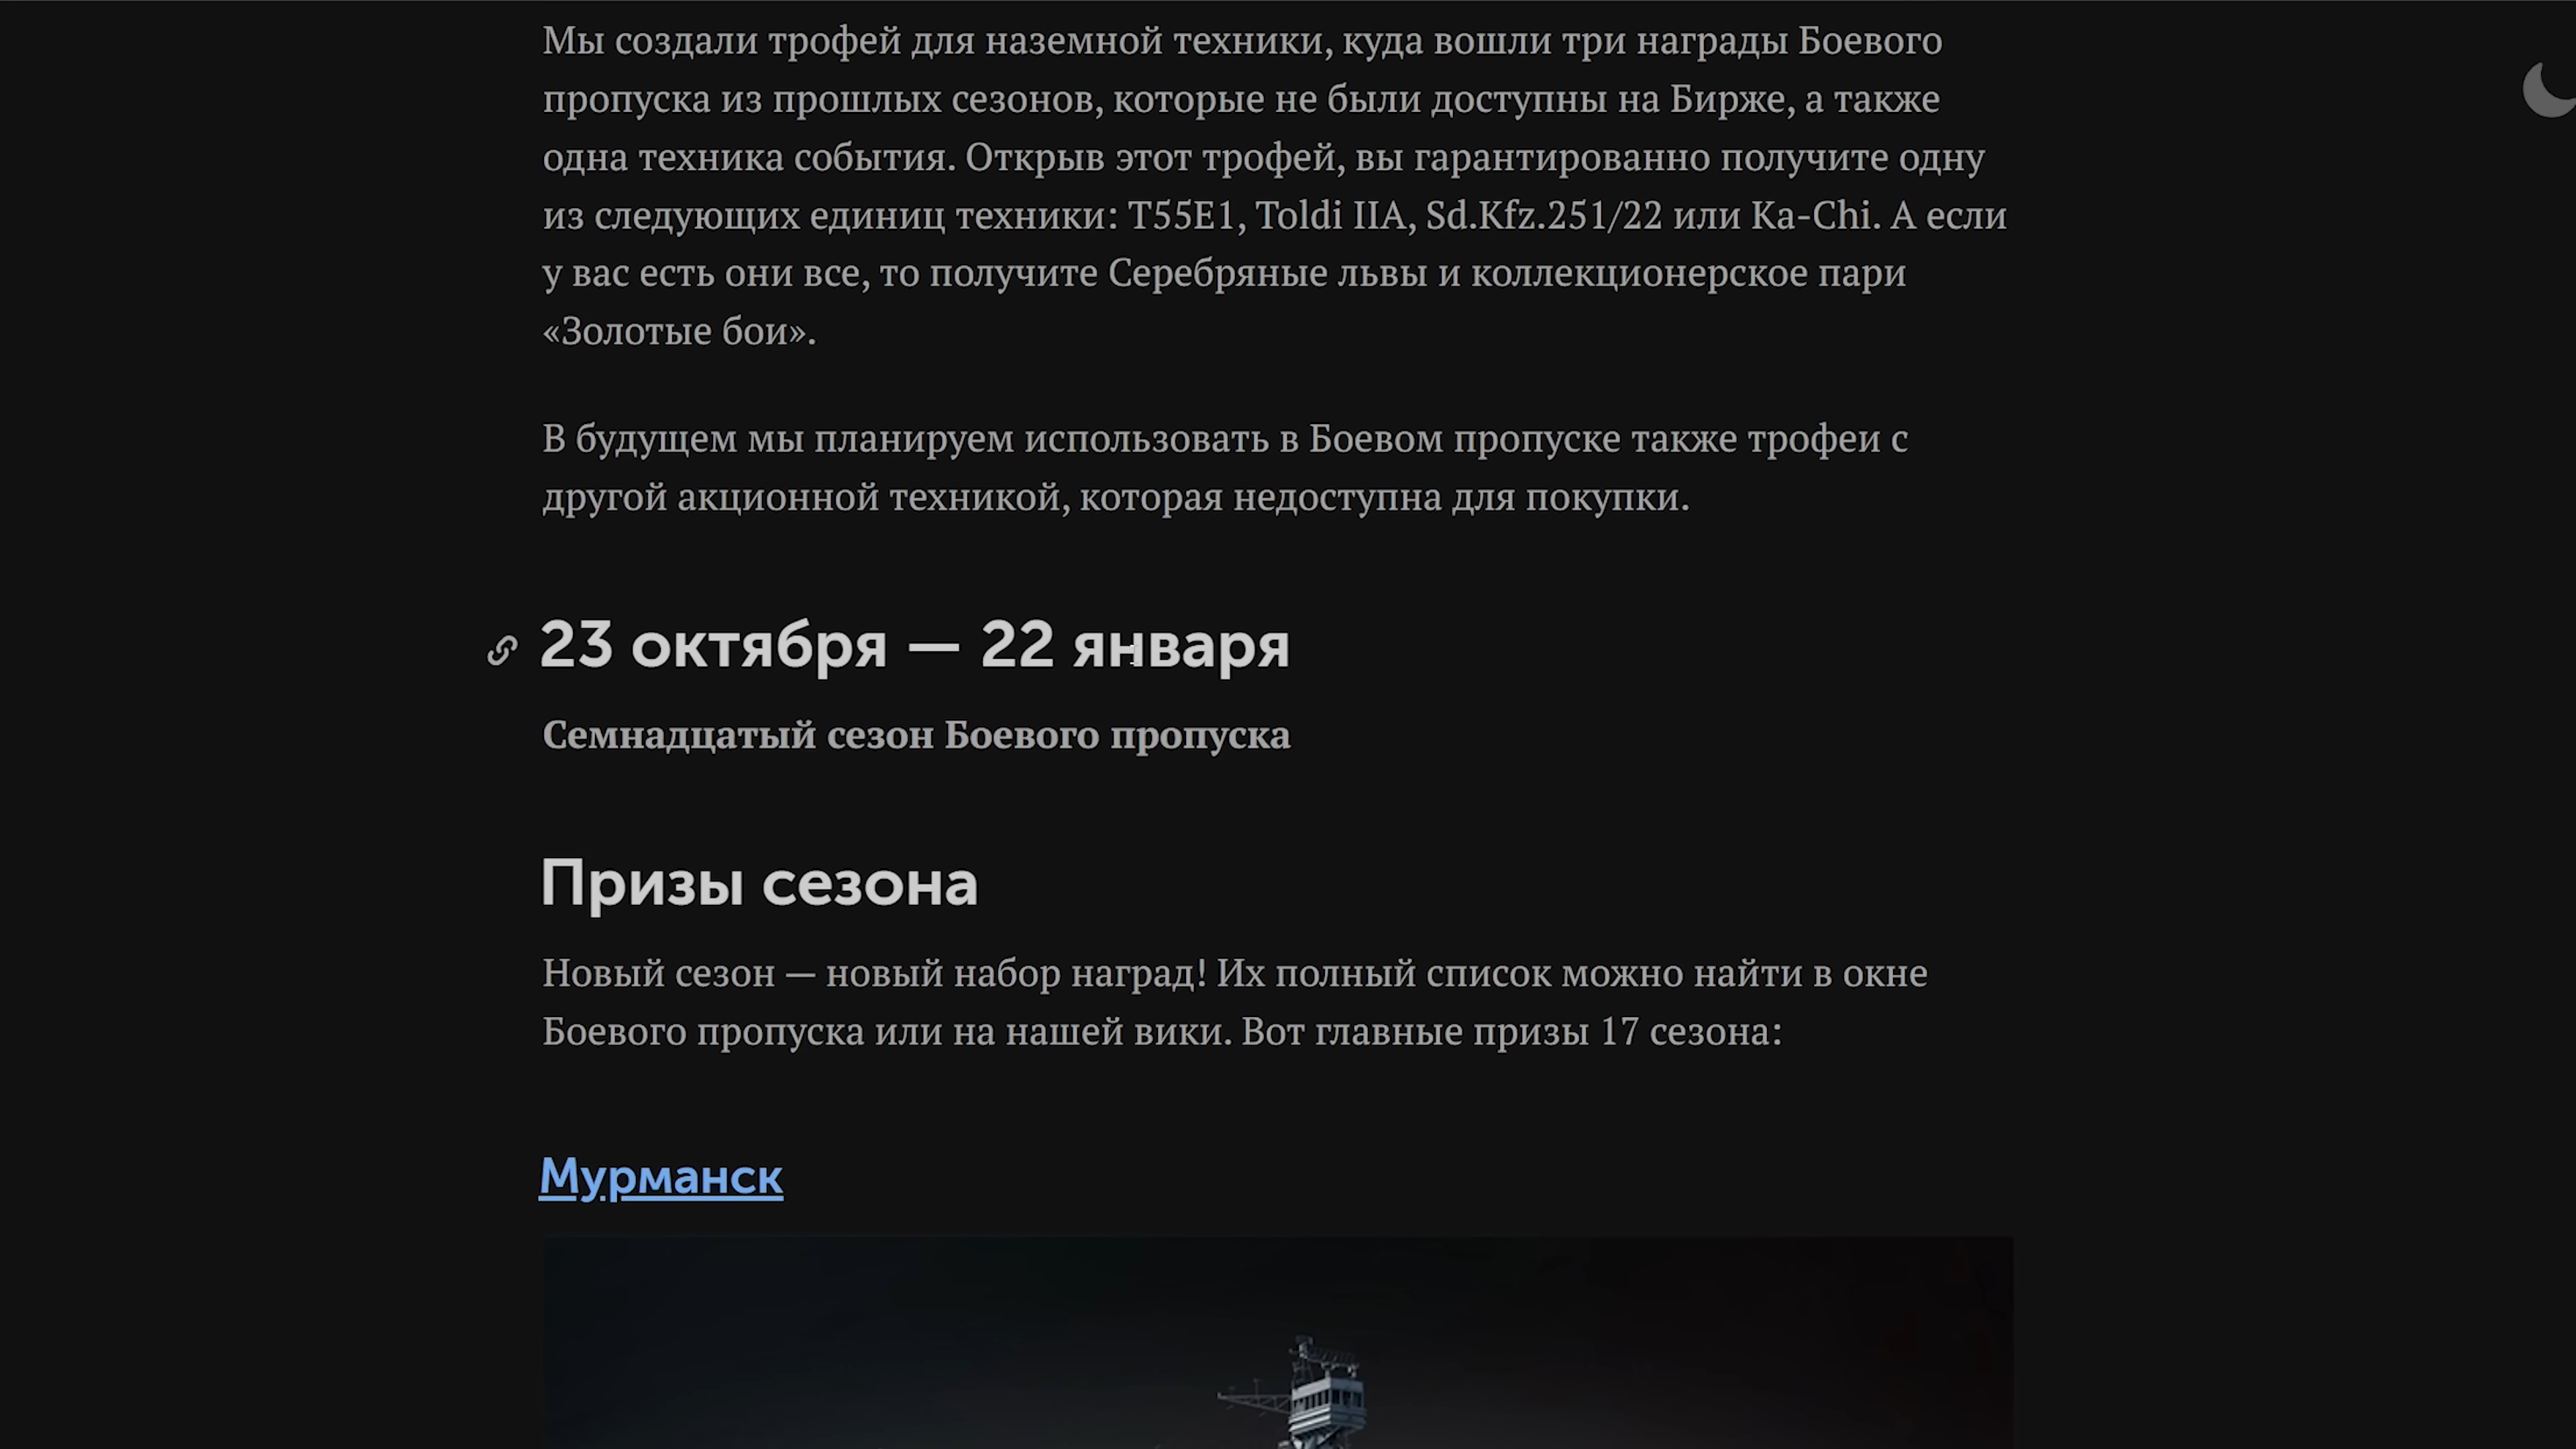 Мы создали трофей для наземной техники, куда вошли три награды Боевого
пропуска из прошлых сезонов, которые не были доступны на Бирже, а также
одна техника события. Открыв этот трофей, вы гарантированно получите одну
из следующих единиц техники: T55E1, Toldi IIA, Sd.Kfz.251/22 или Ka-Chi. А если
у вас есть они все, то получите Серебряные львы и коллекционерское пари
«Золотые бои».
В будущем мы планируем использовать в Боевом пропуске также трофеи с
другой акционной техникой, которая недоступна для покупки.
23 октября — 22 января
Семнадцатый сезон Боевого пропуска
Призы сезона
Новый сезон — новый набор наград! Их полный список можно найти в окне
Боевого пропуска или на нашей вики. Вот главные призы 17 сезона:
Мурманск